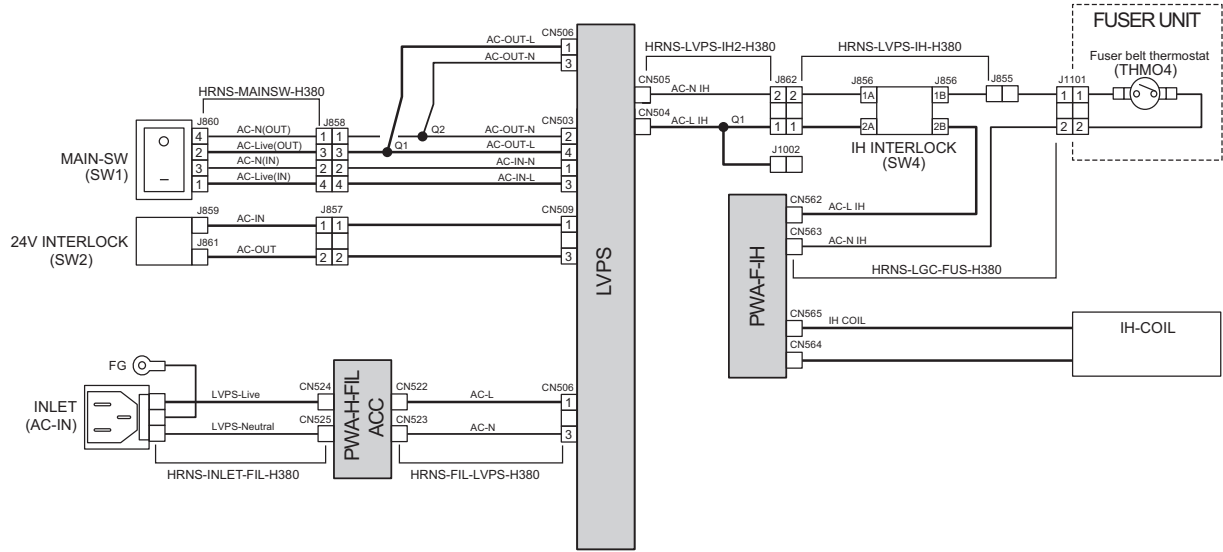 FUSER UNIT
Fuser belt thermostat
(THMO4)
AC-OUT-L
CN506
1
AC-OUT-N
3
HRNS-LVPS-IH2-H380
HRNS-LVPS-IH-H380
CN505
AC-N IH
J862
2 2
J856
1A
J856
1B
J855
J1101
1 1
HRNS-MAINSW-H380
J860
J858
CN503
CN504
AC-L IH
Q1
1 1
2A
2B
2 2
4
AC-N(OUT)
1 1
Q2
AC-OUT-N
2
2
AC-Live(OUT)
3 3
Q1
AC-OUT-L
4
3
AC-N(IN)
2 2
AC-IN-N
1
1
AC-Live(IN)
4 4
AC-IN-L
3
MAIN-SW
(SW1)
J1002
IH INTERLOCK
(SW4)
J859
AC-IN
J857
1 1
CN509
1
24V INTERLOCK
(SW2)
J861
AC-OUT
2 2
3
LVPS
CN562
AC-L IH
CN563
AC-N IH
HRNS-LGC-FUS-H380
PWA-F-IH
CN565
IH COIL
CN564
IH-COIL
FG
INLET
(AC-IN)
LVPS-Live
CN524
PWA-H-FIL
ACC
CN522
AC-L
CN506
1
LVPS-Neutral
CN525
CN523
AC-N
3
HRNS-INLET-FIL-H380
HRNS-FIL-LVPS-H380